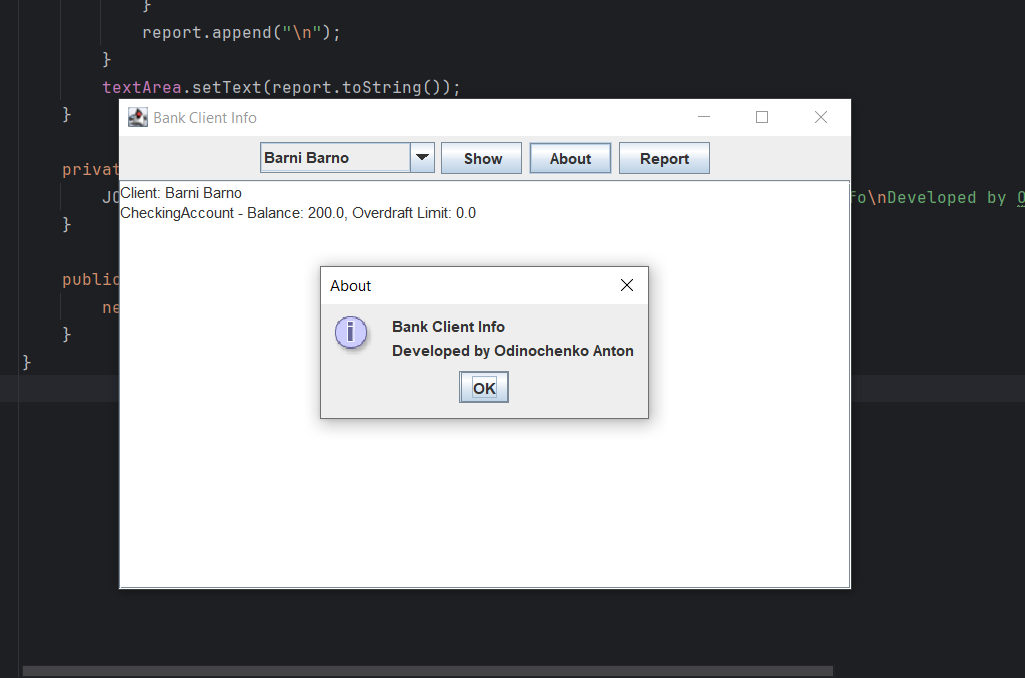 }
report.append("\n");
}
textArea.setText(report.toString());
}
Bank Client Info
Barni Barno
Show
About
Report
privat
Client: Barni Barno
JO fo\nDeveloped by O
CheckingAccount - Balance: 200.0, Overdraft Limit: 0.0
}
public
About
ne
i
Bank Client Info
}
Developed by Odinochenko Anton
}
OK